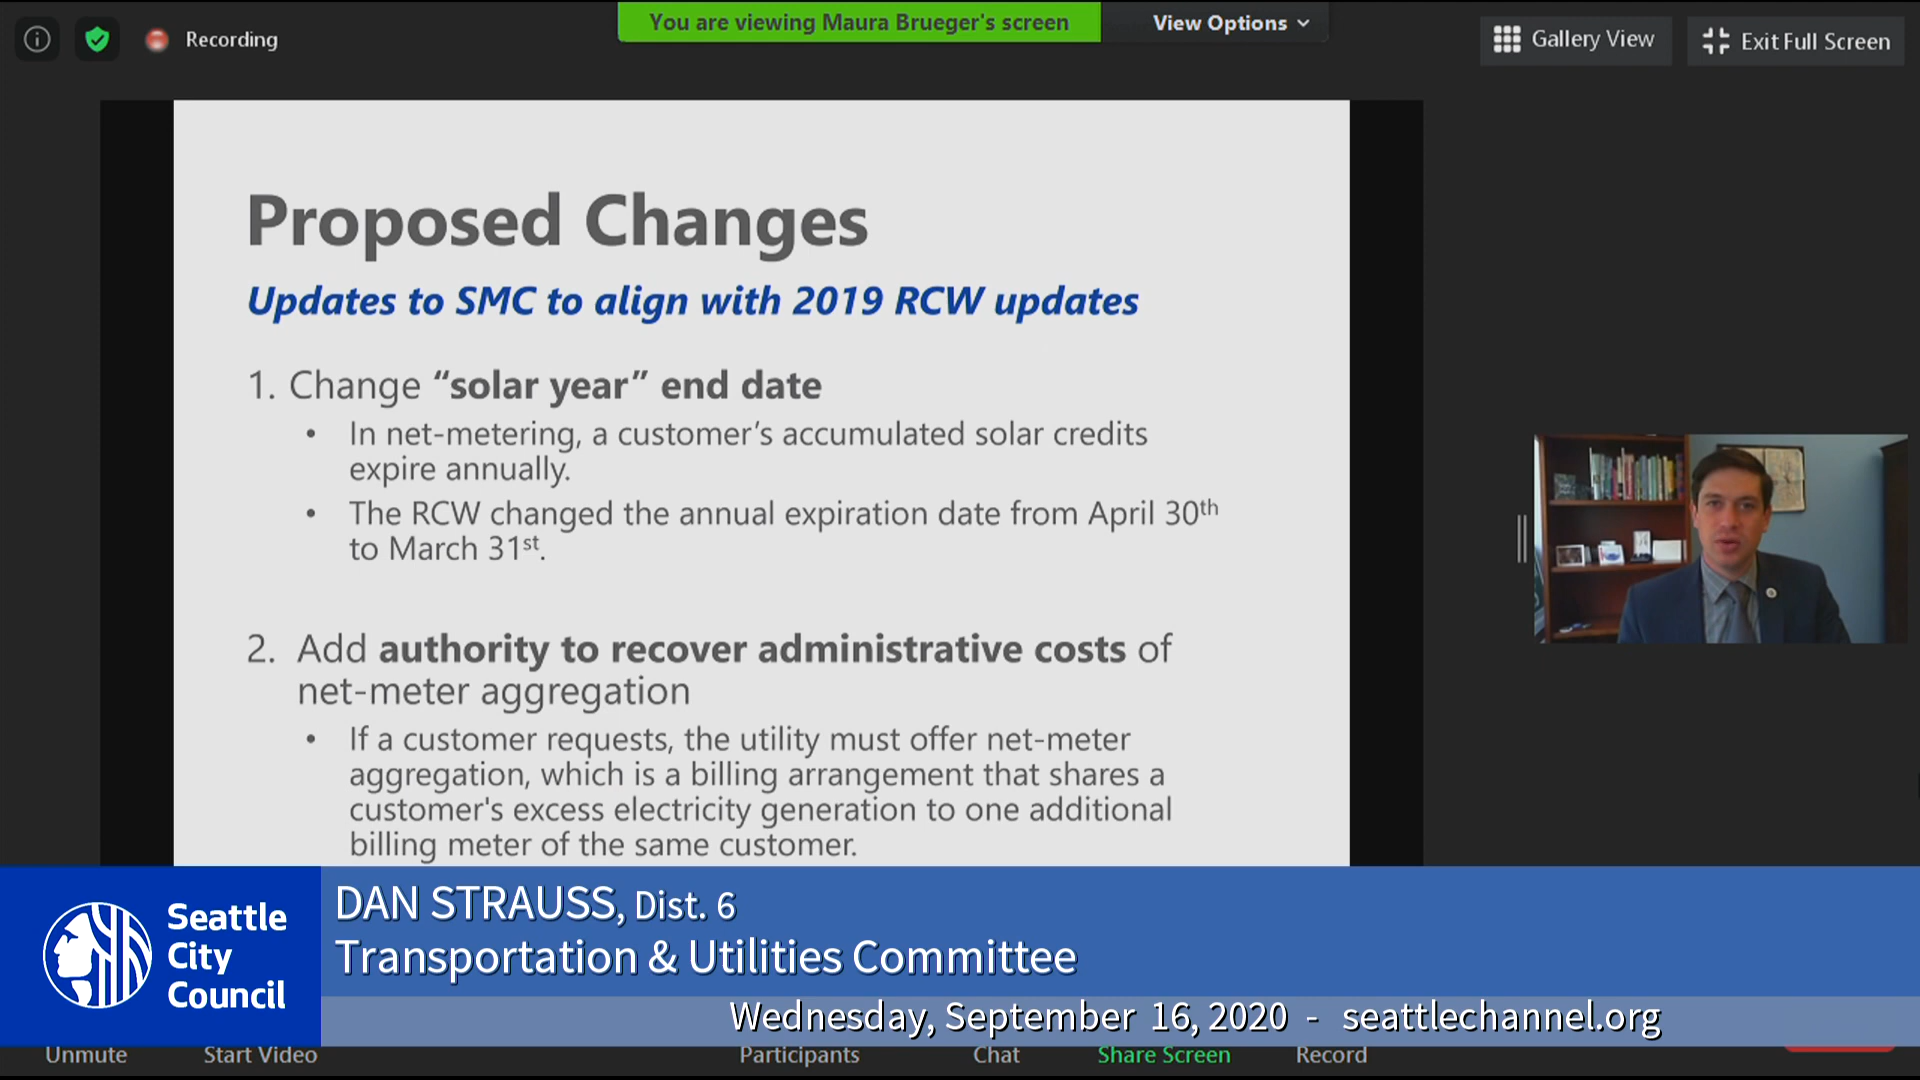 Recording
You are viewing Maura Brueger's screen
View Options
Gallery View
Exit Full Screen
Proposed Changes
Updates to SMC to align with 2019 RCW updates
1. Change “solar year” end date
• In net-metering, a customer’s accumulated solar credits
expire annually.
• The RCW changed the annual expiration date from April 30th
to March 31st.
2. Add authority to recover administrative costs of
net-meter aggregation
• If a customer requests, the utility must offer net-meter
aggregation, which is a billing arrangement that shares a
customer's excess electricity generation to one additional
billing meter of the same customer.
Seattle
City
Council
DAN STRAUSS, Dist. 6
Transportation & Utilities Committee
Wednesday, September 16, 2020 - seattlechannel.org
Unmute
Start Video
Participants
Chat
Share Screen
Record